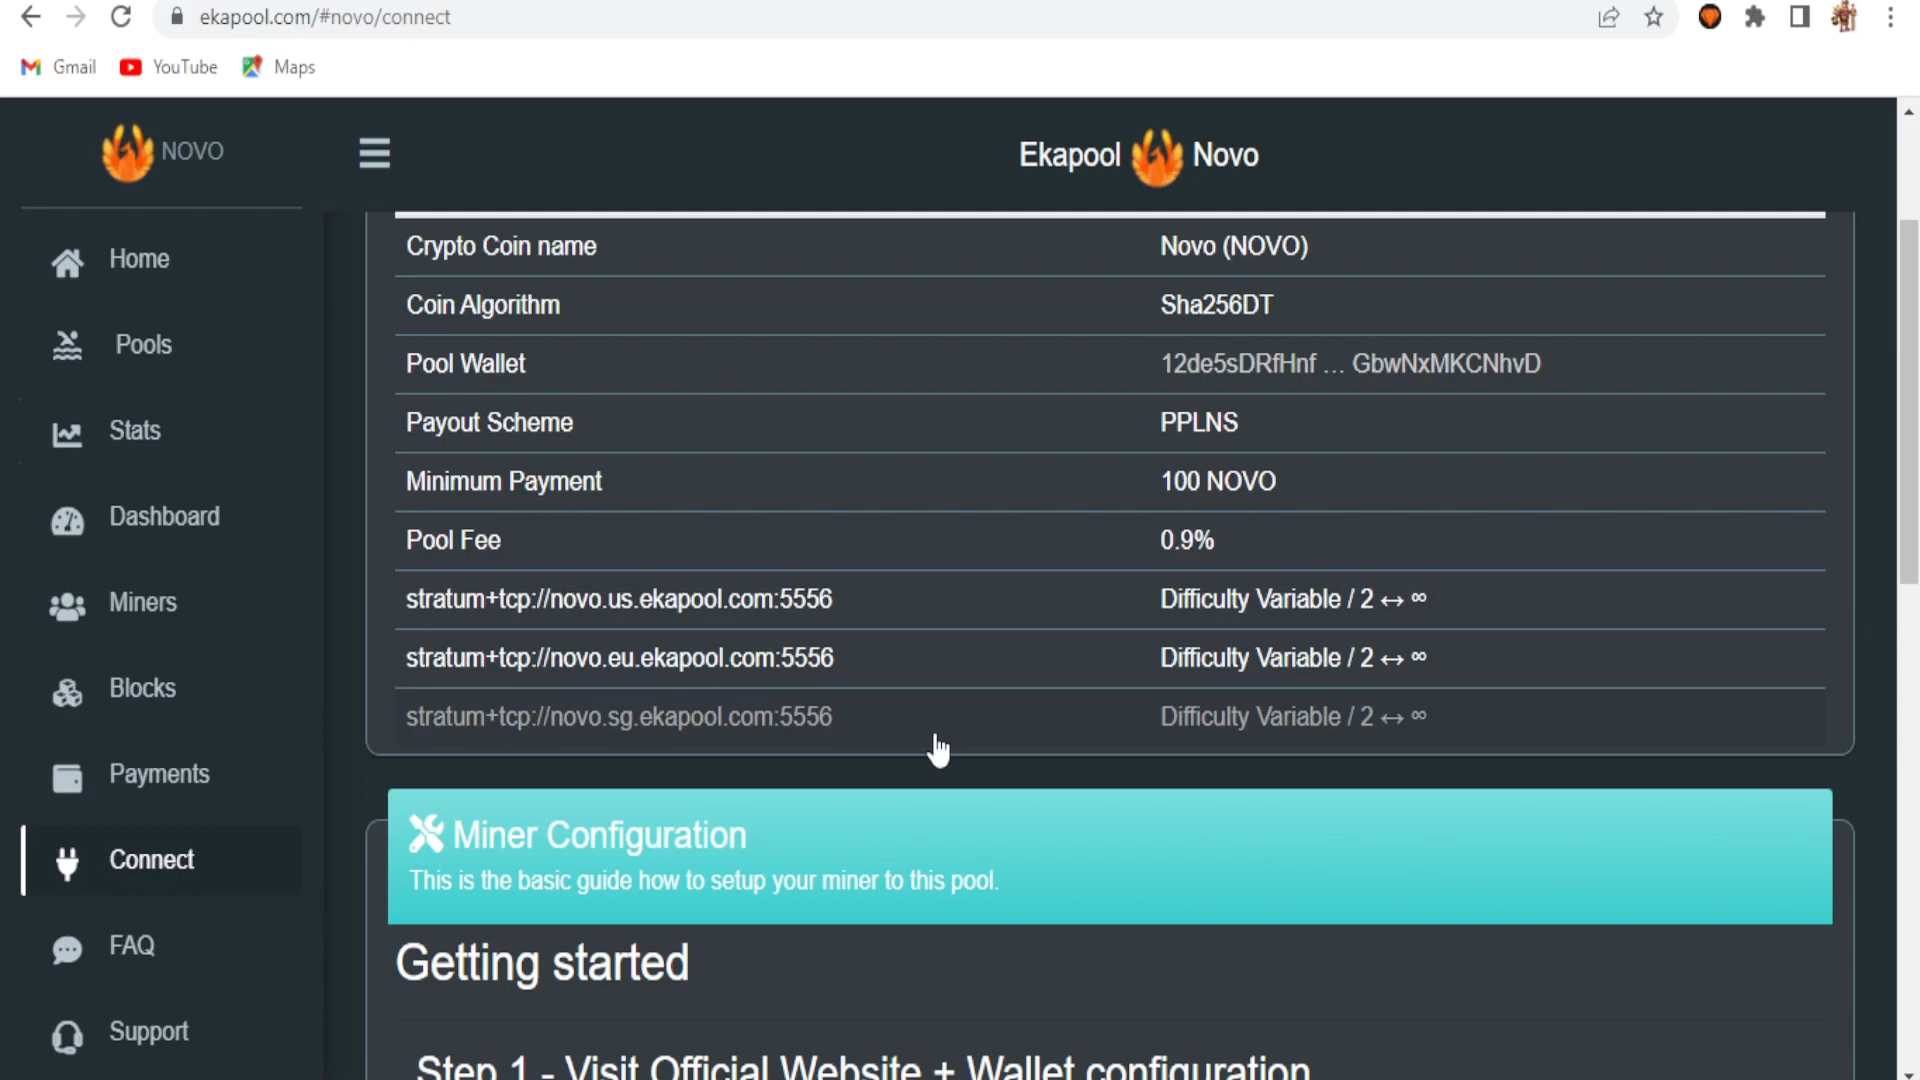 ekapool.com/#novo/connect
Gmail YouTube Maps
NOVO
Ekapool Novo
Home
Pools
Stats
Dashboard
Miners
Blocks
Payments
Connect
FAQ
Support
Crypto Coin name Novo (NOVO)
Coin Algorithm Sha256DT
Pool Wallet 12de5sDRfHnf ... GbwNxMKCNhvD
Payout Scheme PPLNS
Minimum Payment 100 NOVO
Pool Fee 0.9%
stratum+tcp://novo.us.ekapool.com:5556 Difficulty Variable / 2 ↔ ∞
stratum+tcp://novo.eu.ekapool.com:5556 Difficulty Variable / 2 ↔ ∞
stratum+tcp://novo.sg.ekapool.com:5556 Difficulty Variable / 2 ↔ ∞
Miner Configuration
This is the basic guide how to setup your miner to this pool.
Getting started
Step 1 - Visit Official Website + Wallet configuration